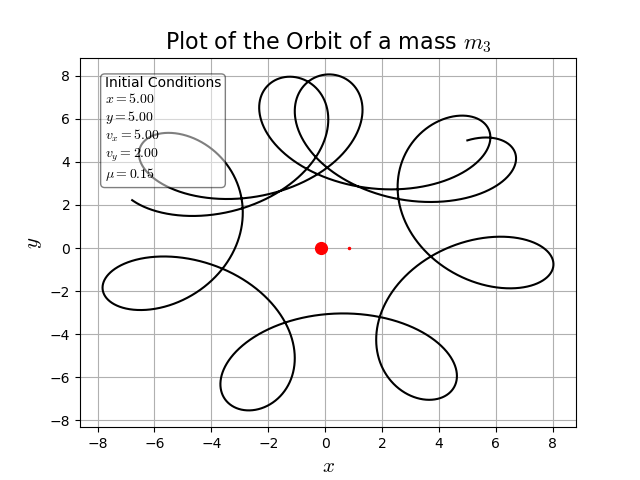 Plot of the Orbit of a mass m₃
Initial Conditions
x = 5.00
y = 5.00
vₓ = 5.00
v_y = 2.00
μ = 0.15
8
6
4
2
0
−2
−4
−6
−8
y
−8 −6 −4 −2 0 2 4 6 8
x